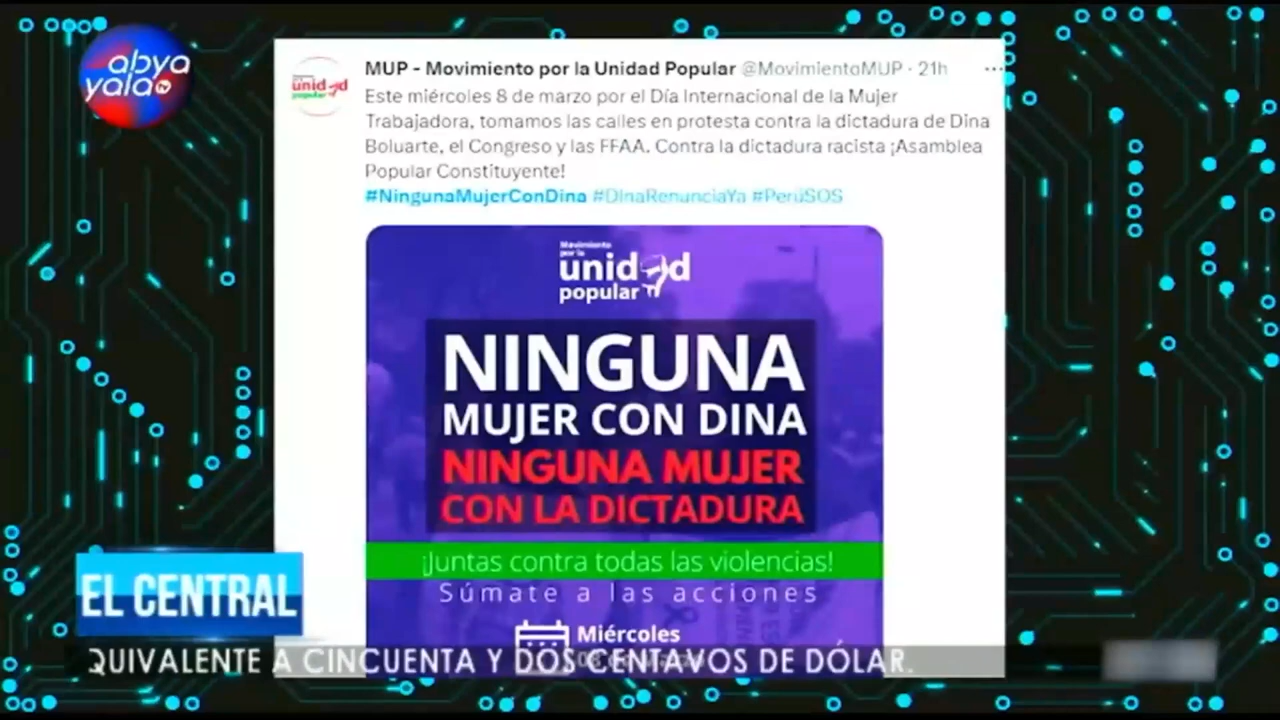 abya
yala tv
MUP - Movimiento por la Unidad Popular @MovimientoMUP · 21h ...
Este miércoles 8 de marzo por el Día Internacional de la Mujer
Trabajadora, tomamos las calles en protesta contra la dictadura de Dina
Boluarte, el Congreso y las FFAA. Contra la dictadura racista ¡Asamblea
Popular Constituyente!
#NingunaMujerConDina #DinaRenunciaYa #PerúSOS
unidad
popular
Movimiento
por la
unidad
popular
NINGUNA
MUJER CON DINA
NINGUNA MUJER
CON LA DICTADURA
¡Juntas contra todas las violencias!
Súmate a las acciones
Miércoles
EL CENTRAL
QUIVALENTE A CINCUENTA Y DOS CENTAVOS DE DÓLAR.